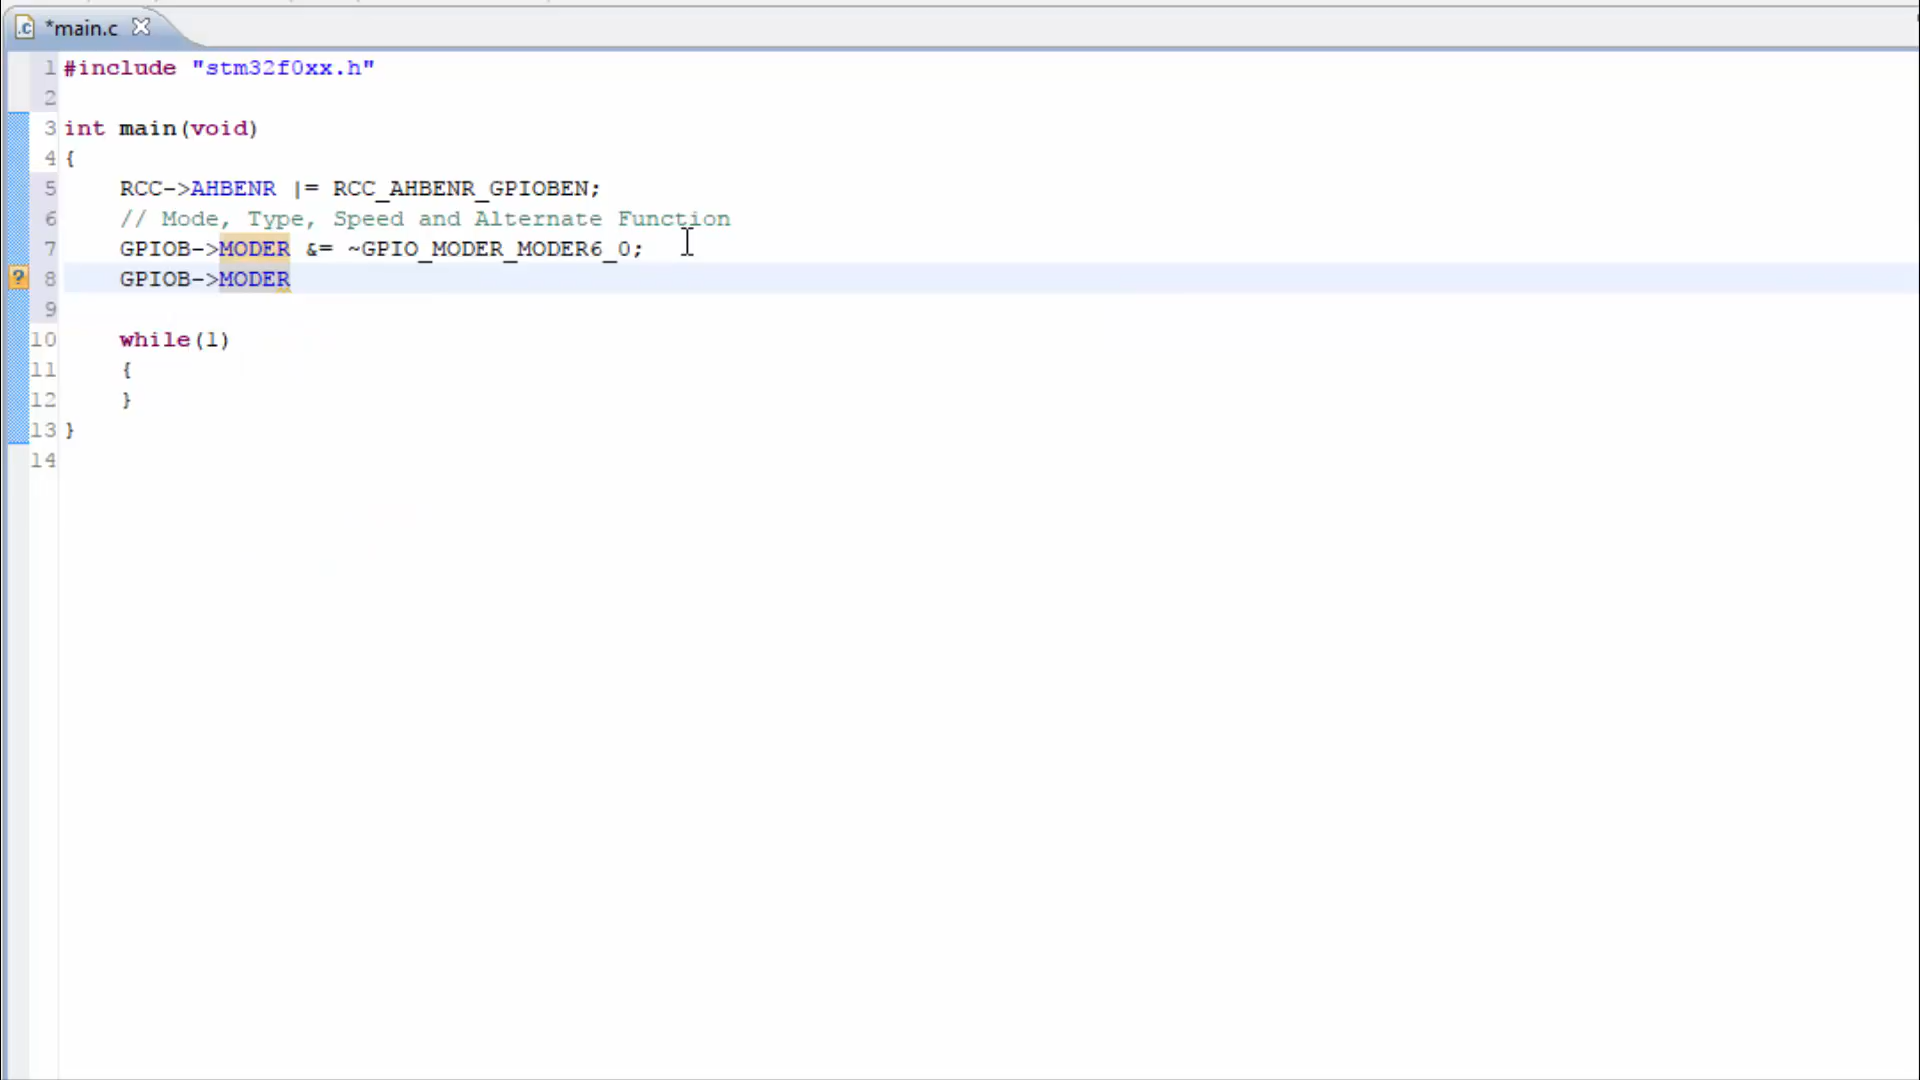 *main.c
1 #include "stm32f0xx.h"
2
3 int main(void)
4 {
5 RCC->AHBENR |= RCC_AHBENR_GPIOBEN;
6 // Mode, Type, Speed and Alternate Function
7 GPIOB->MODER &= ~GPIO_MODER_MODER6_0;
8 GPIOB->MODER
9
10 while(1)
11 {
12 }
13 }
14